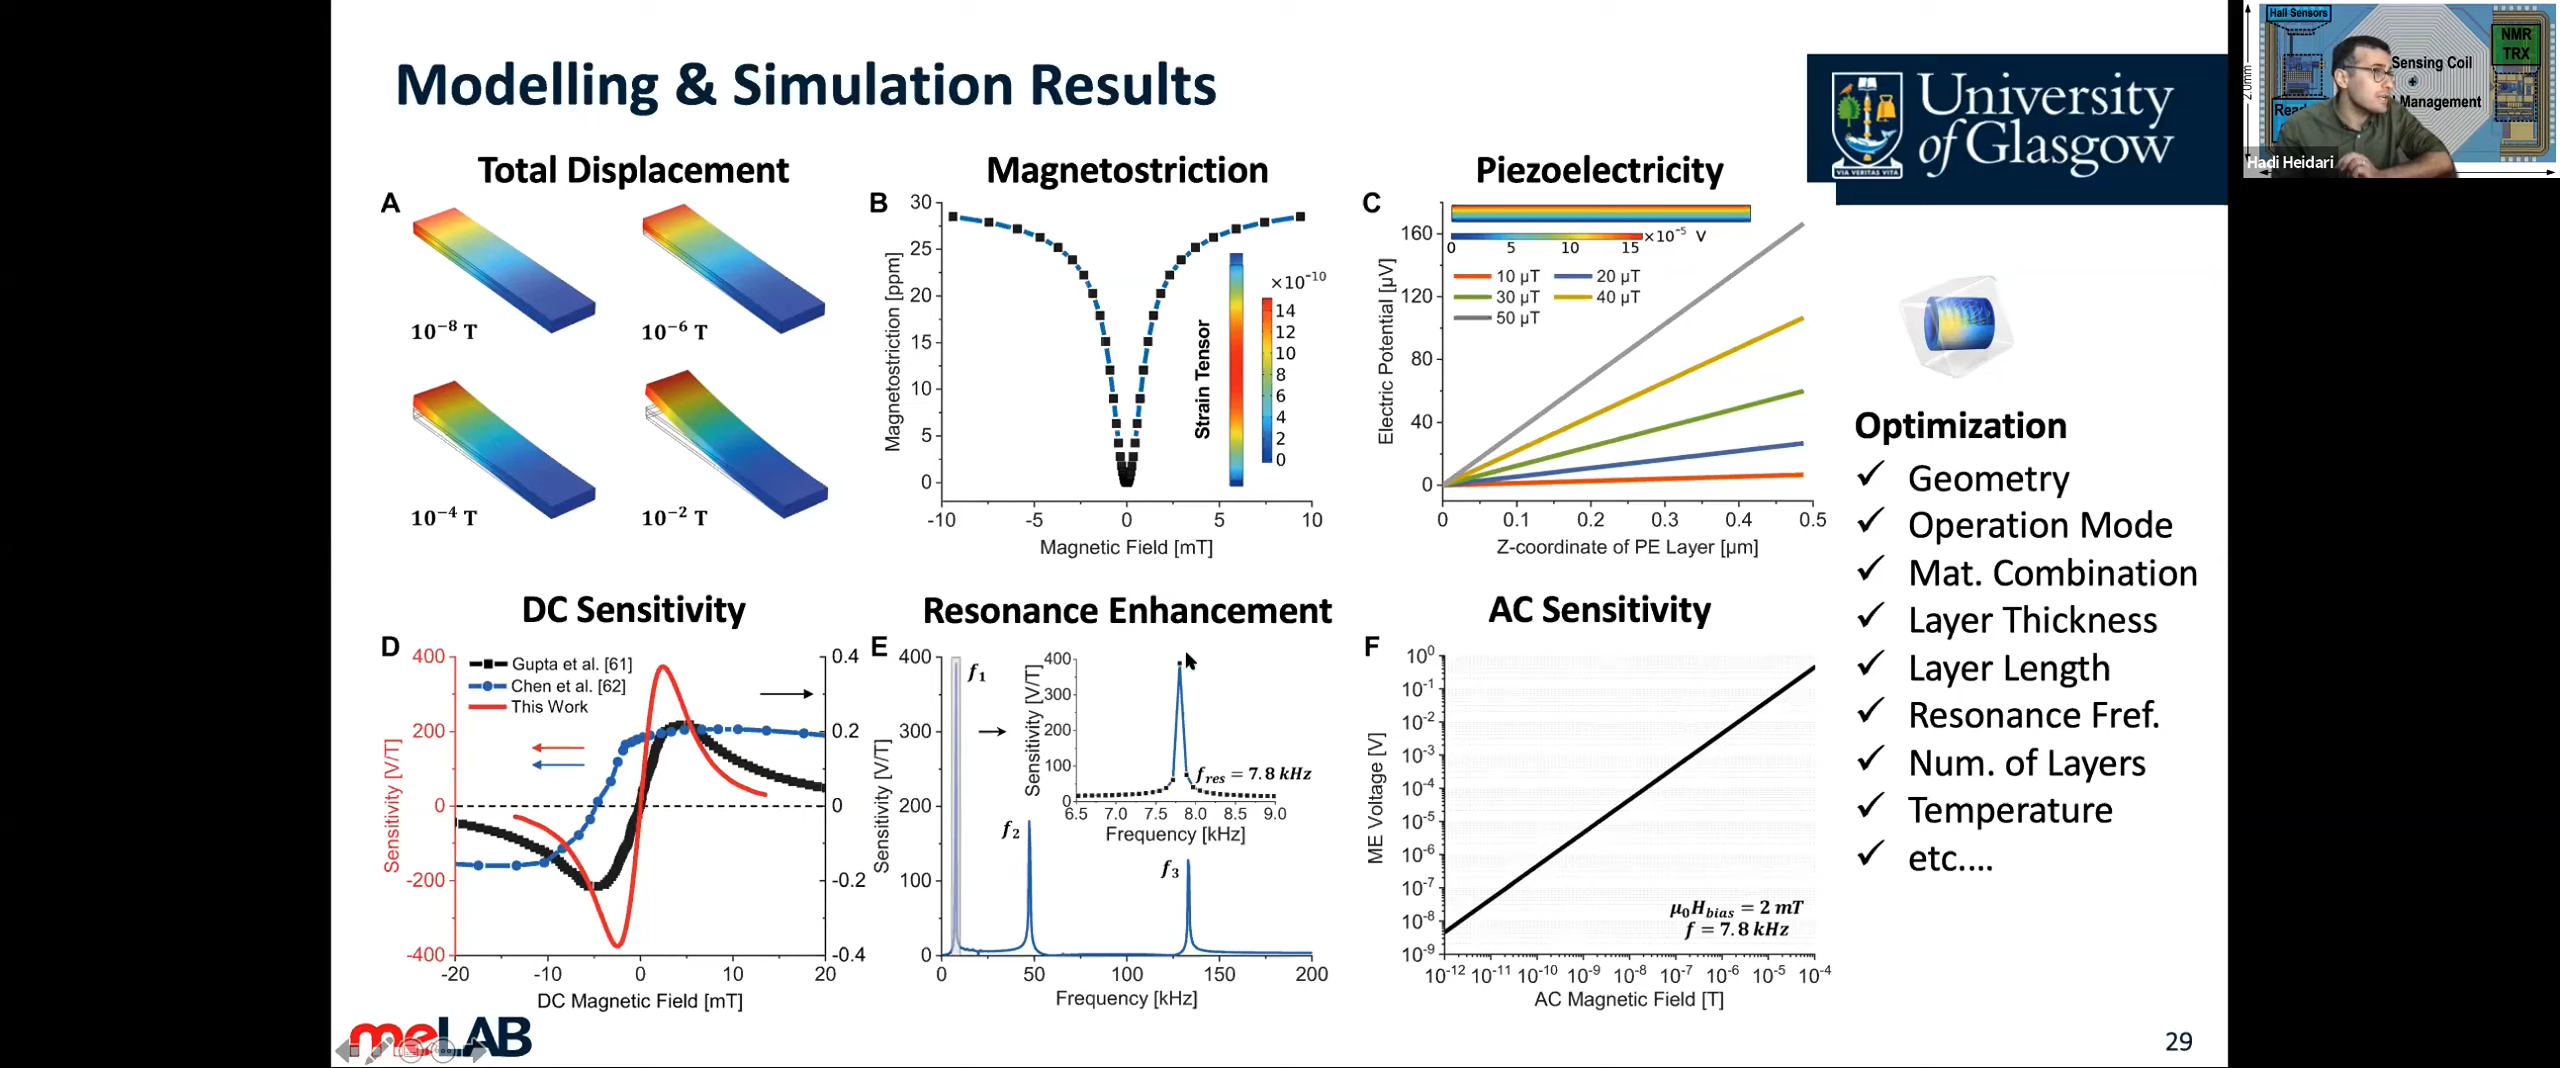 Modelling & Simulation Results
University
of Glasgow
VIA VERITAS VITA
Hall Sensors
NMR
TRX
Sensing Coil
Management
2.0mm
Hadi Heidari
Total Displacement
A
10⁻⁸ T
10⁻⁶ T
10⁻⁴ T
10⁻² T
Magnetostriction
B
Magnetostriction [ppm]
30
25
20
15
10
5
0
-10 -5 0 5 10
Magnetic Field [mT]
Strain Tensor
×10⁻¹⁰
14
12
10
8
6
4
2
0
Piezoelectricity
C
Electric Potential [µV]
160
120
80
40
0
0 5 10 15 ×10⁻⁵ V
10 µT 20 µT
30 µT 40 µT
50 µT
0 0.1 0.2 0.3 0.4 0.5
Z-coordinate of PE Layer [µm]
DC Sensitivity
D
Sensitivity [V/T]
400
200
0
-200
-400
Gupta et al. [61]
Chen et al. [62]
This Work
0.4
0.2
0
-0.2
-0.4
-20 -10 0 10 20
DC Magnetic Field [mT]
Resonance Enhancement
E
Sensitivity [V/T]
400
300
200
100
0
f₁
f₂
f₃
Sensitivity [V/T]
400
300
200
100
0
fres = 7.8 kHz
6.5 7.0 7.5 8.0 8.5 9.0
Frequency [kHz]
0 50 100 150 200
Frequency [kHz]
AC Sensitivity
F
ME Voltage [V]
10⁰
10⁻¹
10⁻²
10⁻³
10⁻⁴
10⁻⁵
10⁻⁶
10⁻⁷
10⁻⁸
10⁻⁹
µ₀Hbias = 2 mT
f = 7.8 kHz
10⁻¹² 10⁻¹¹ 10⁻¹⁰ 10⁻⁹ 10⁻⁸ 10⁻⁷ 10⁻⁶ 10⁻⁵ 10⁻⁴
AC Magnetic Field [T]
Optimization
✓ Geometry
✓ Operation Mode
✓ Mat. Combination
✓ Layer Thickness
✓ Layer Length
✓ Resonance Fref.
✓ Num. of Layers
✓ Temperature
✓ etc....
meLAB
29